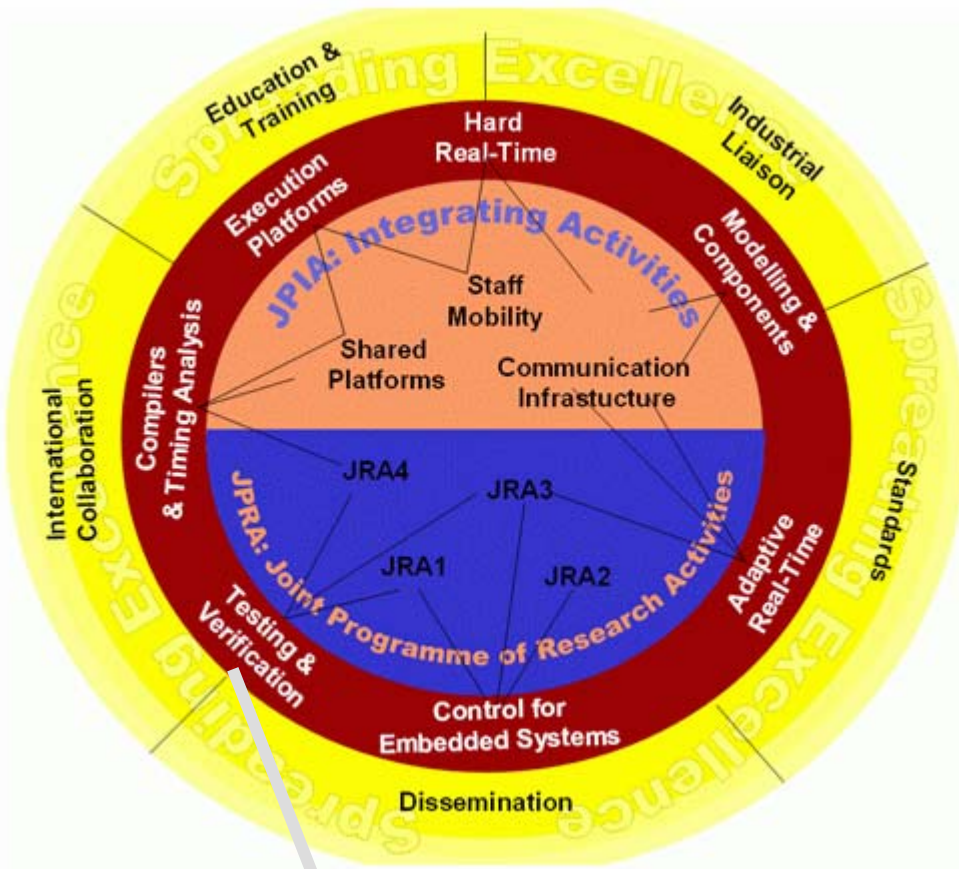 Spreading Excellence
Education &
Training
Industrial
Liaison
Hard
Real-Time
Execution
Platforms
Modelling &
Components
JPIA: Integrating Activities
Staff
Mobility
Shared
Platforms
Communication
Infrastucture
Compilers
& Timing Analysis
International
Collaboration
Spreading Excellence
Spreading Excellence
Standards
JRA4
JRA3
JRA1
JRA2
JPRA: Joint Programme of Research Activities
Adaptive
Real-Time
Testing &
Verification
Control for
Embedded Systems
Dissemination